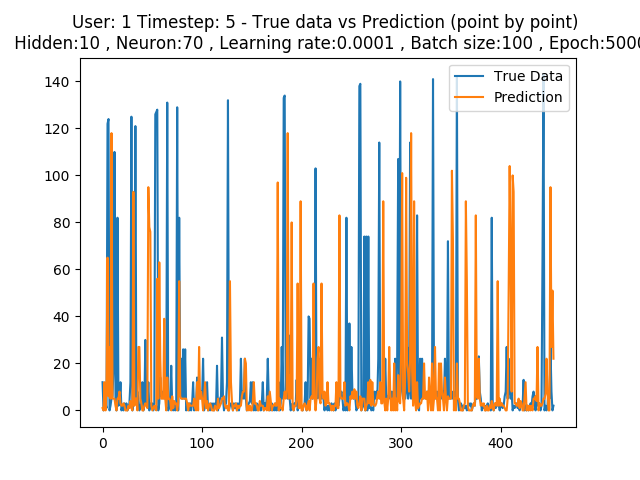 User: 1 Timestep: 5 - True data vs Prediction (point by point)
Hidden:10 , Neuron:70 , Learning rate:0.0001 , Batch size:100 , Epoch:5000
True Data
Prediction
140
120
100
80
60
40
20
0
0 100 200 300 400